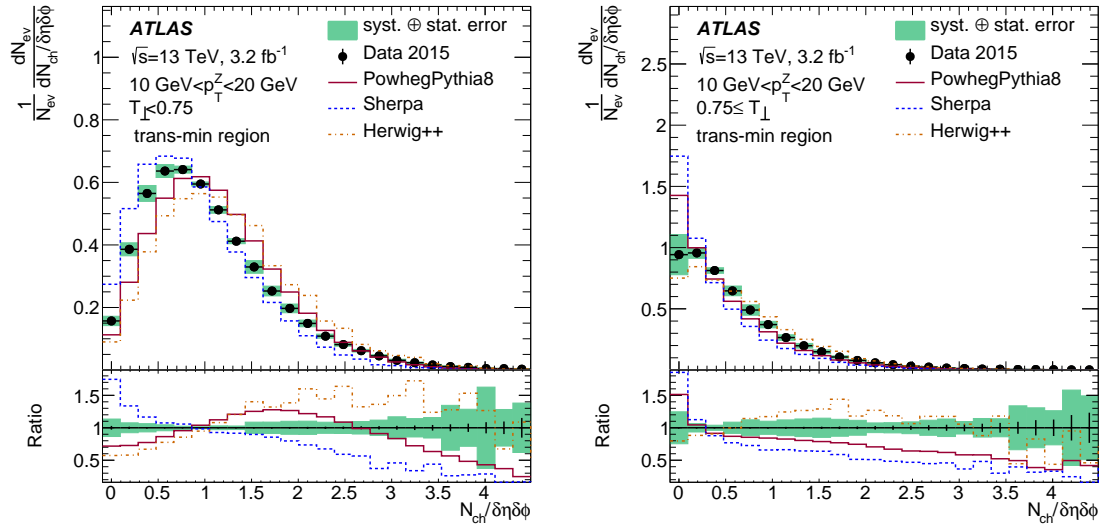 ATLAS
√s=13 TeV, 3.2 fb⁻¹
10 GeV<p_T^Z<20 GeV
T⊥<0.75
trans-min region
syst. ⊕ stat. error
Data 2015
PowhegPythia8
Sherpa
Herwig++
1/N_ev dN_ev/dN_ch/δηδϕ
1
0.8
0.6
0.4
0.2
Ratio
1.5
1
0.5
0 0.5 1 1.5 2 2.5 3 3.5 4 4.5
N_ch/δηδϕ
ATLAS
√s=13 TeV, 3.2 fb⁻¹
10 GeV<p_T^Z<20 GeV
0.75≤ T⊥
trans-min region
syst. ⊕ stat. error
Data 2015
PowhegPythia8
Sherpa
Herwig++
1/N_ev dN_ev/dN_ch/δηδϕ
2.5
2
1.5
1
0.5
Ratio
1.5
1
0.5
0 0.5 1 1.5 2 2.5 3 3.5 4 4.5
N_ch/δηδϕ